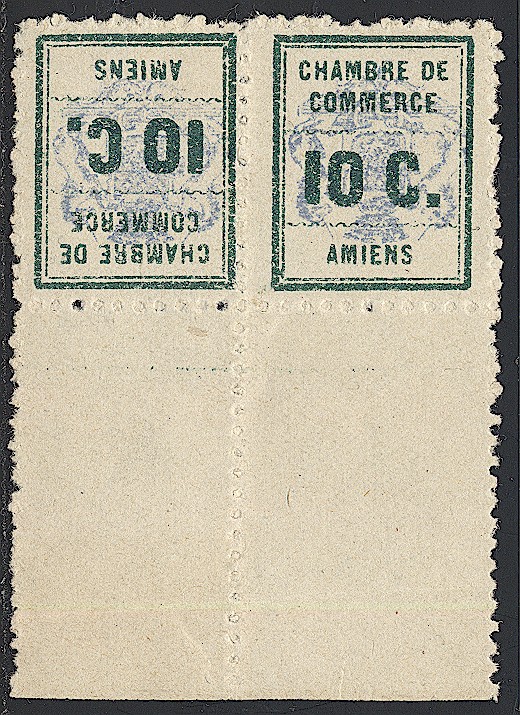 CHAMBRE DE
COMMERCE
10 C.
AMIENS
CHAMBRE DE
COMMERCE
10 C.
AMIENS